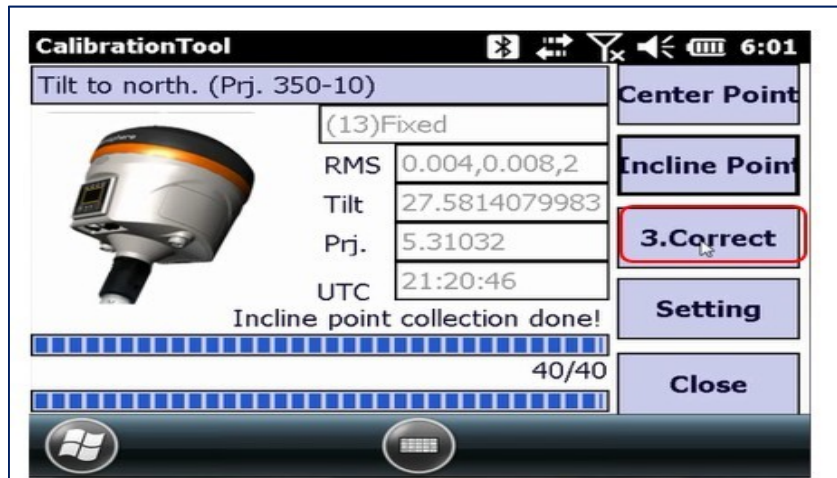 CalibrationTool 6:01
Tilt to north. (Prj. 350-10)
Center Point
(13)Fixed
RMS 0.004,0.008,2
Incline Point
Tilt 27.5814079983
Prj. 5.31032
3.Correct
UTC 21:20:46
Setting
Incline point collection done!
40/40
Close